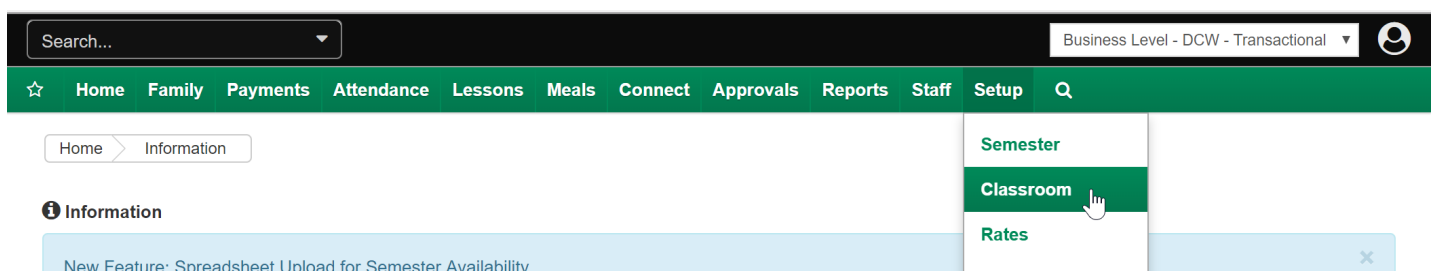 Search...
Business Level - DCW - Transactional
Home Family Payments Attendance Lessons Meals Connect Approvals Reports Staff Setup
Semester
Home Information
Classroom
Information
Rates
New Feature: Spreadsheet Upload for Semester Availability